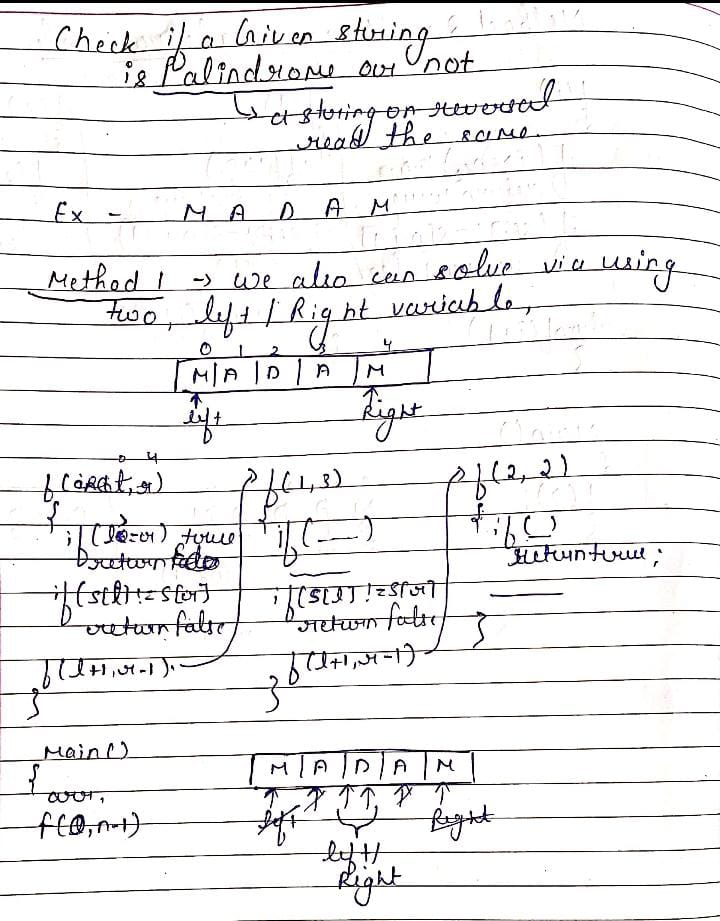 Check if a Given string
is Palindrome or not
↳ a string on reversal
read the same.
Ex - M A D A M
Method 1 → we also can solve via using
two, left / Right variable,
0 1 2 3 4
M | A | D | A | M
left Right
0 4
f(left, r)
{
if (l>=r) true
return
if (s[l] != s[r]
return false
f(l+1, r-1).
}
f(1, 3)
{
if (—)
if (s[l] != s[r]
return false
f(l+1, r-1)
}
f(2, 2)
{ if ( )
return true;
}
Main()
{
arr,
f(0, n-1)
M | A | D | A | M
left Right
left/
Right